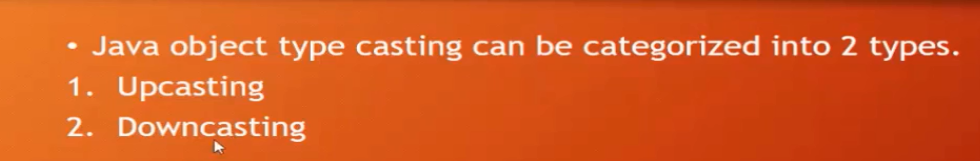 • Java object type casting can be categorized into 2 types.
1. Upcasting
2. Downcasting